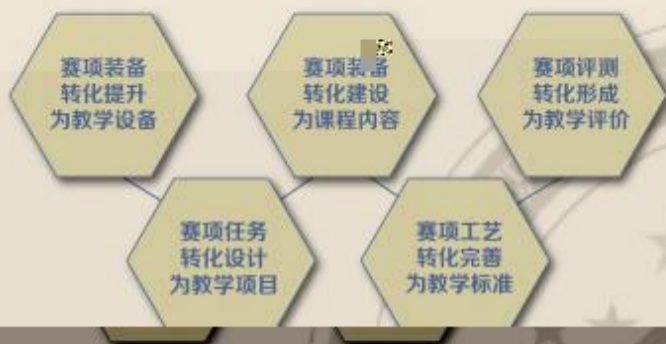 赛项装备
转化提升
为教学设备
赛项装备
转化建设
为课程内容
赛项评测
转化形成
为教学评价
赛项任务
转化设计
为教学项目
赛项工艺
转化完善
为教学标准